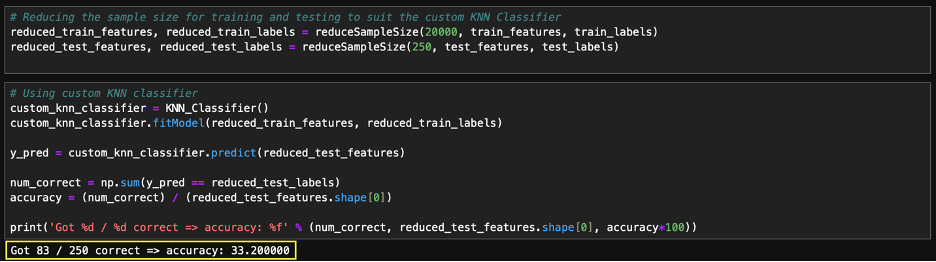 # Reducing the sample size for training and testing to suit the custom KNN Classifier
reduced_train_features, reduced_train_labels = reduceSampleSize(20000, train_features, train_labels)
reduced_test_features, reduced_test_labels = reduceSampleSize(250, test_features, test_labels)
# Using custom KNN classifier
custom_knn_classifier = KNN_Classifier()
custom_knn_classifier.fitModel(reduced_train_features, reduced_train_labels)
y_pred = custom_knn_classifier.predict(reduced_test_features)
num_correct = np.sum(y_pred == reduced_test_labels)
accuracy = (num_correct) / (reduced_test_features.shape[0])
print('Got %d / %d correct => accuracy: %f' % (num_correct, reduced_test_features.shape[0], accuracy*100))
Got 83 / 250 correct => accuracy: 33.200000